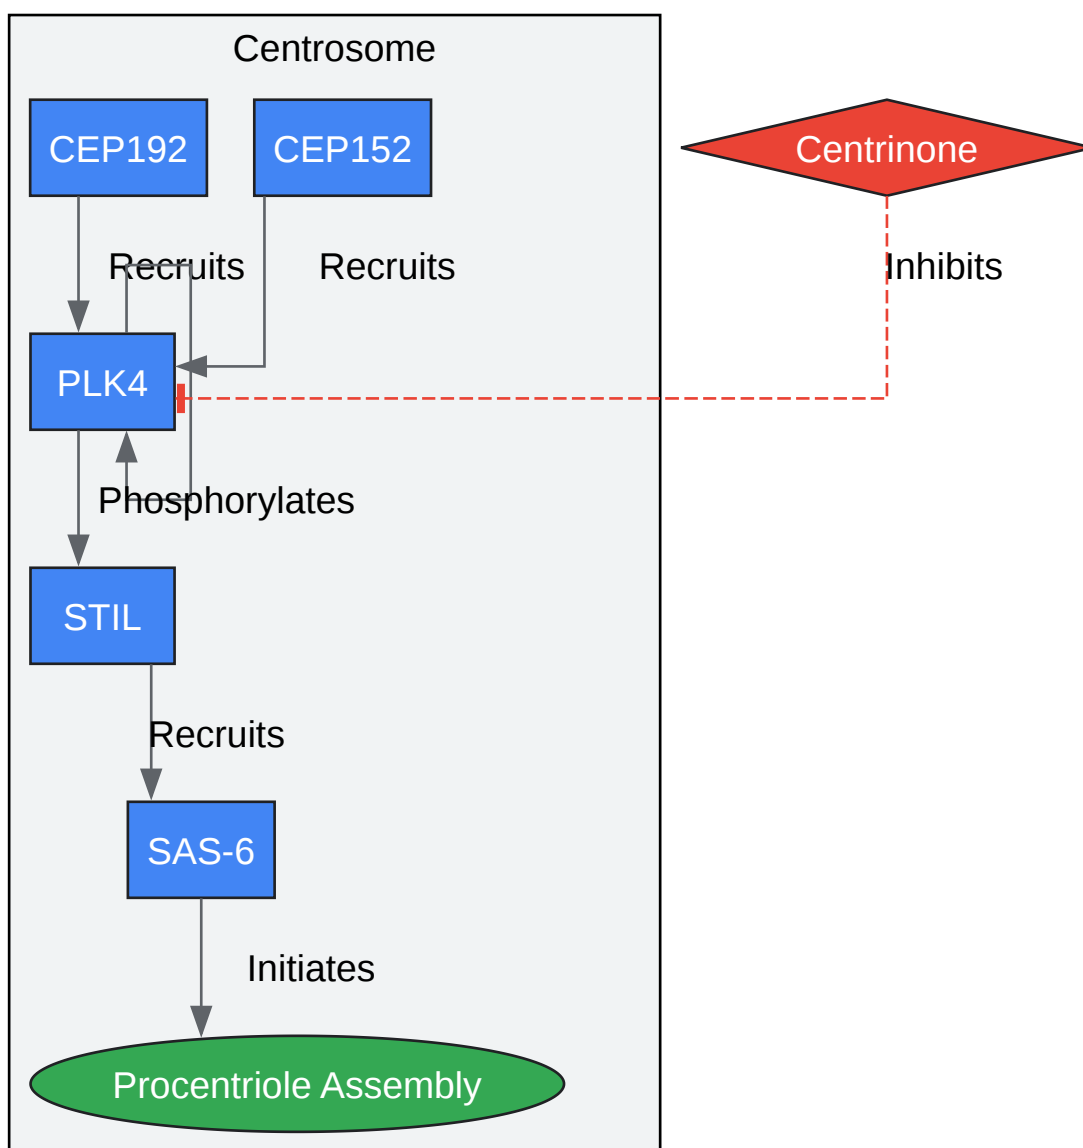 Centrosome
CEP192
CEP152
Centrinone
Recruits
Recruits
Inhibits
PLK4
Phosphorylates
STIL
Recruits
SAS-6
Initiates
Procentriole Assembly